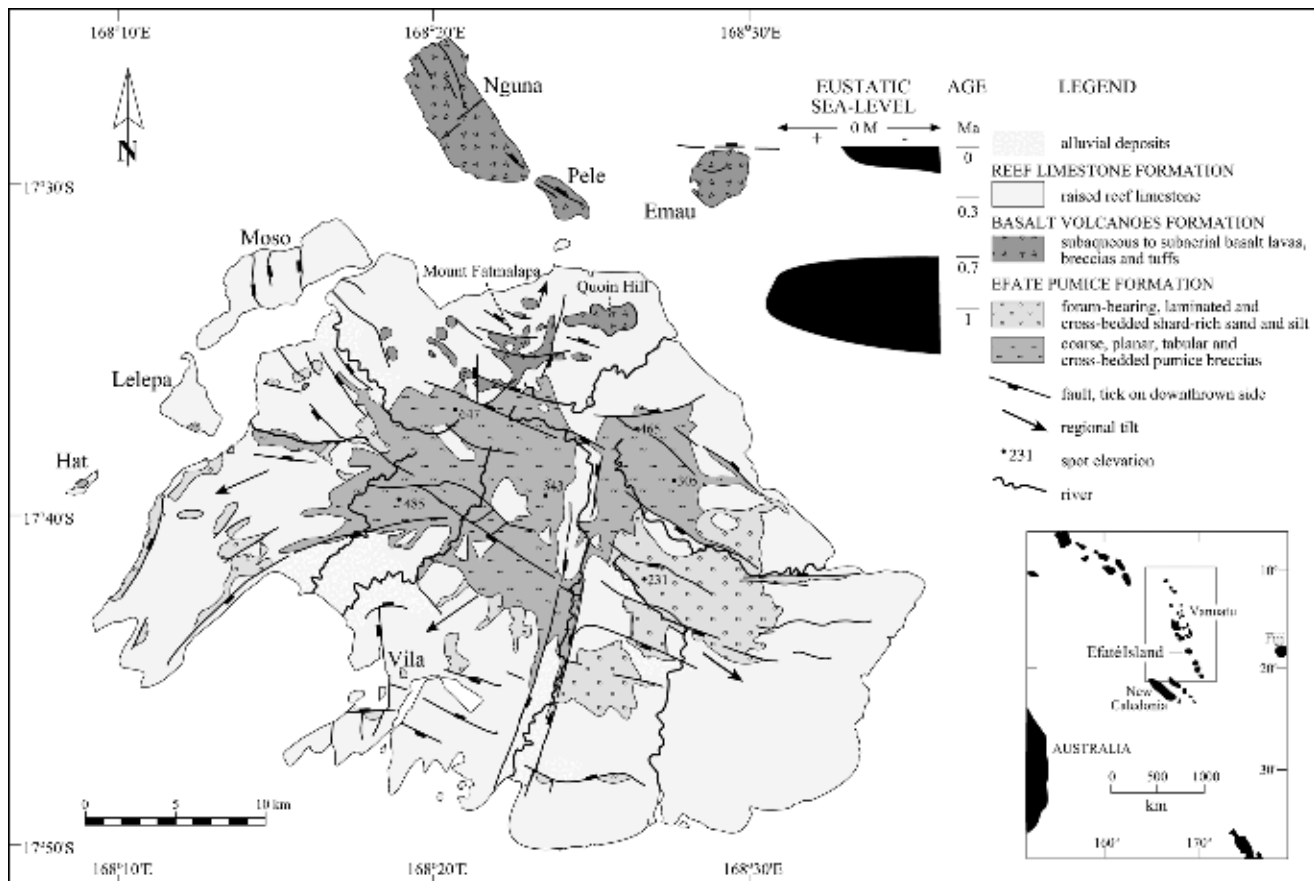 168°10'E
168°20'E
168°30'E
N
Nguna
Pele
Emau
17°30'S
Moso
Mount Fatmalapa
Quoin Hill
Lelepa
Hat
465
305
485
343
17°40'S
231
Vila
0 5 10 km
17°50'S
168°10'E
168°20'E
168°30'E
EUSTATIC
SEA-LEVEL
0 M
+ -
AGE
Ma
0
0.3
0.7
1
LEGEND
alluvial deposits
REEF LIMESTONE FORMATION
raised reef limestone
BASALT VOLCANOES FORMATION
subaqueous to subaerial basalt lavas,
breccias and tuffs
EFATE PUMICE FORMATION
foram-bearing, laminated and
cross-bedded shard-rich sand and silt
coarse, planar, tabular and
cross-bedded pumice breccias
fault, tick on downthrown side
regional tilt
231 spot elevation
river
10°
Vanuatu
Efaté Island
20°
New
Caledonia
AUSTRALIA
0 500 1000
km
30°
160° 170°